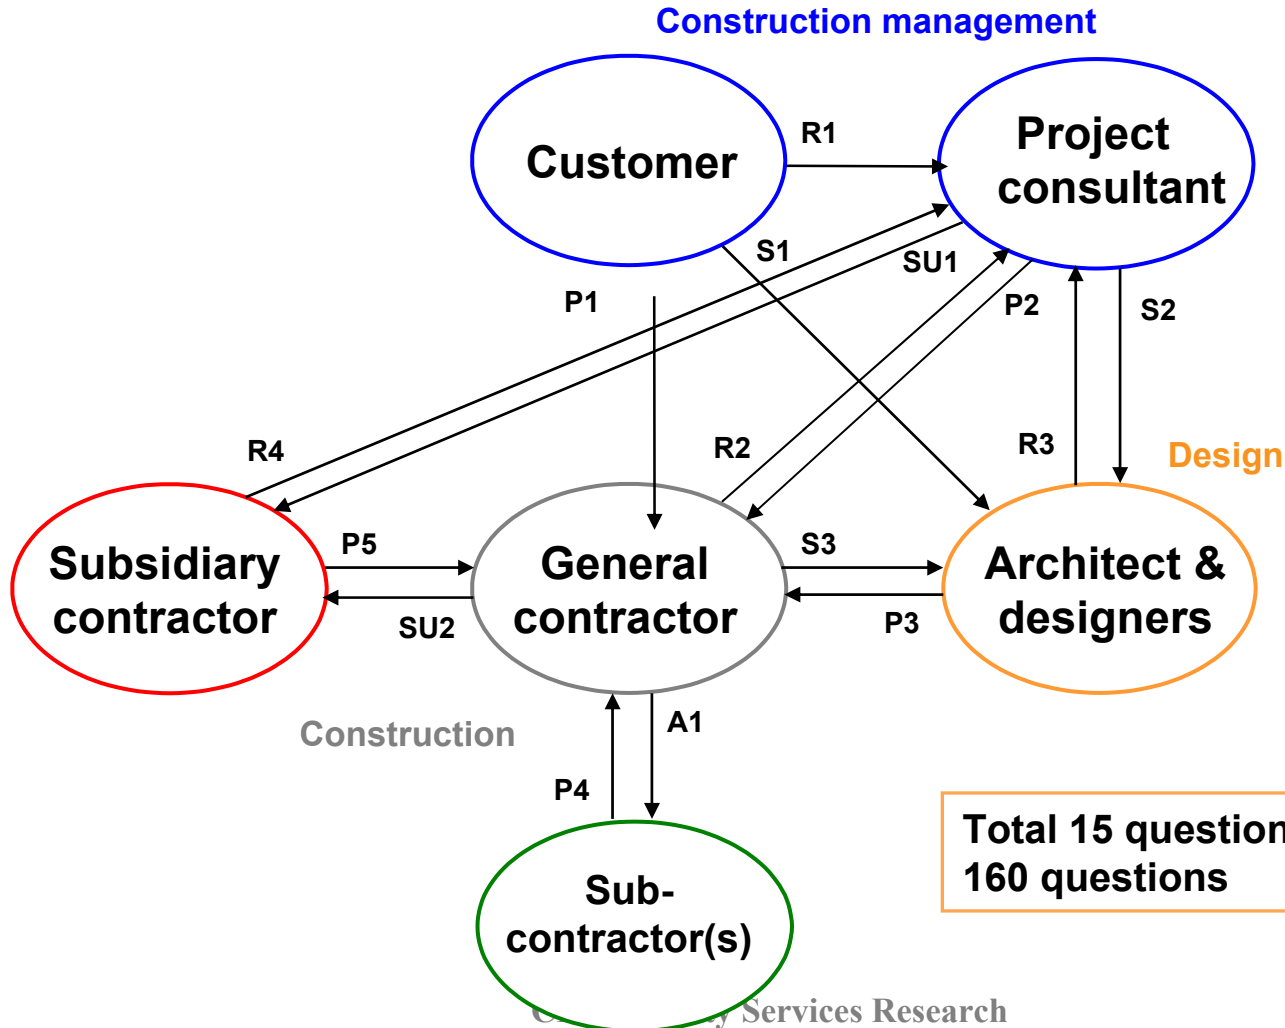 Construction management
Customer
R1
Project
consultant
S1
SU1
P1
P2
S2
R4
R2
R3
Design
Subsidiary
contractor
P5
SU2
General
contractor
S3
P3
Architect &
designers
Construction
A1
P4
Sub-
contractor(s)
Total 15 question
160 questions
Services Research